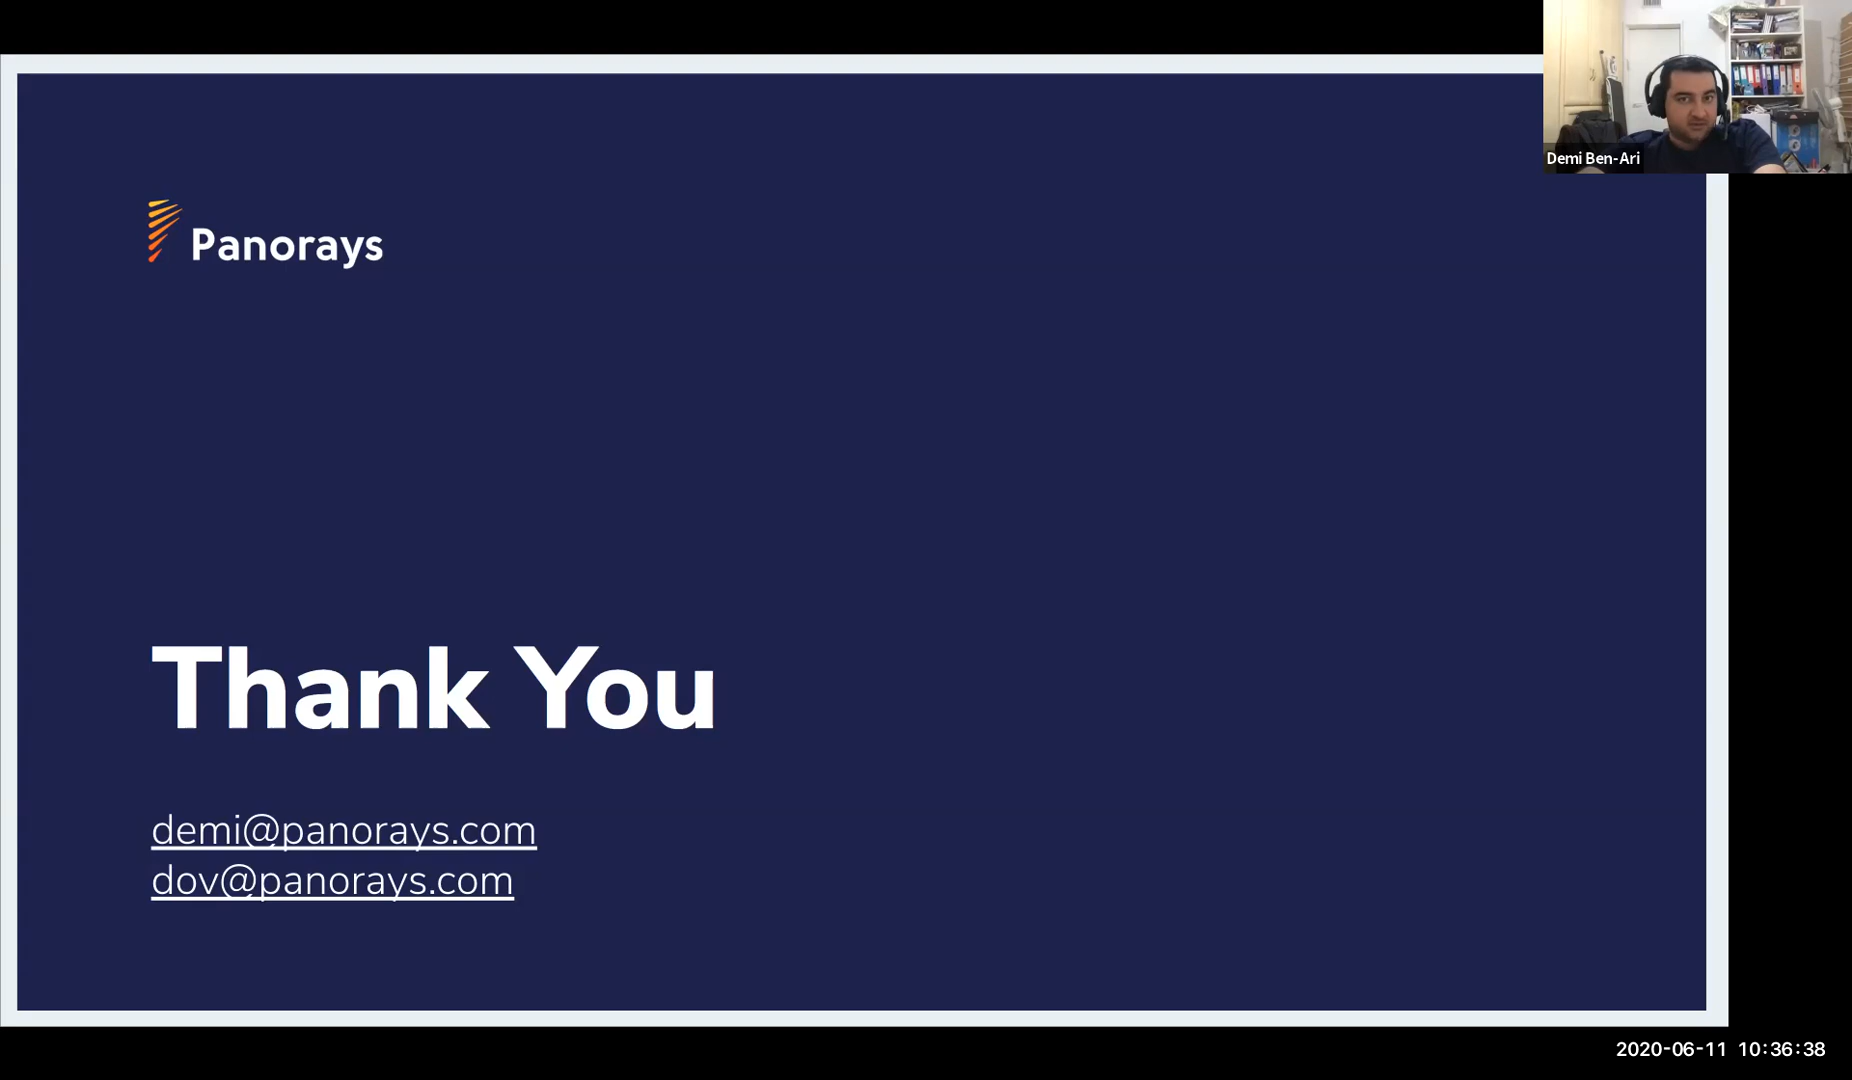 Demi Ben-Ari
Panorays
Thank You
demi@panorays.com
dov@panorays.com
2020-06-11 10:36:38